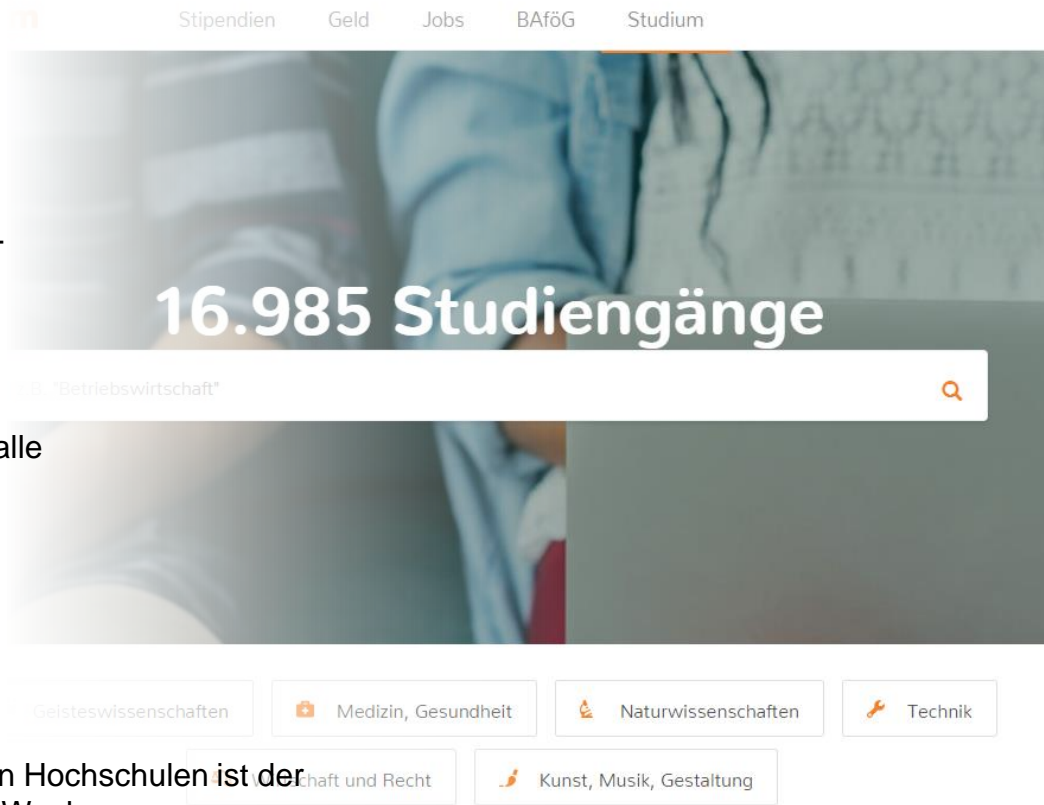 Stipendien Geld Jobs BAföG Studium
16.985 Studiengänge
"Betriebswirtschaft"
alle
Geisteswissenschaften Medizin, Gesundheit Naturwissenschaften Technik
Wirtschaft und Recht Kunst, Musik, Gestaltung
n Hochschulen ist der